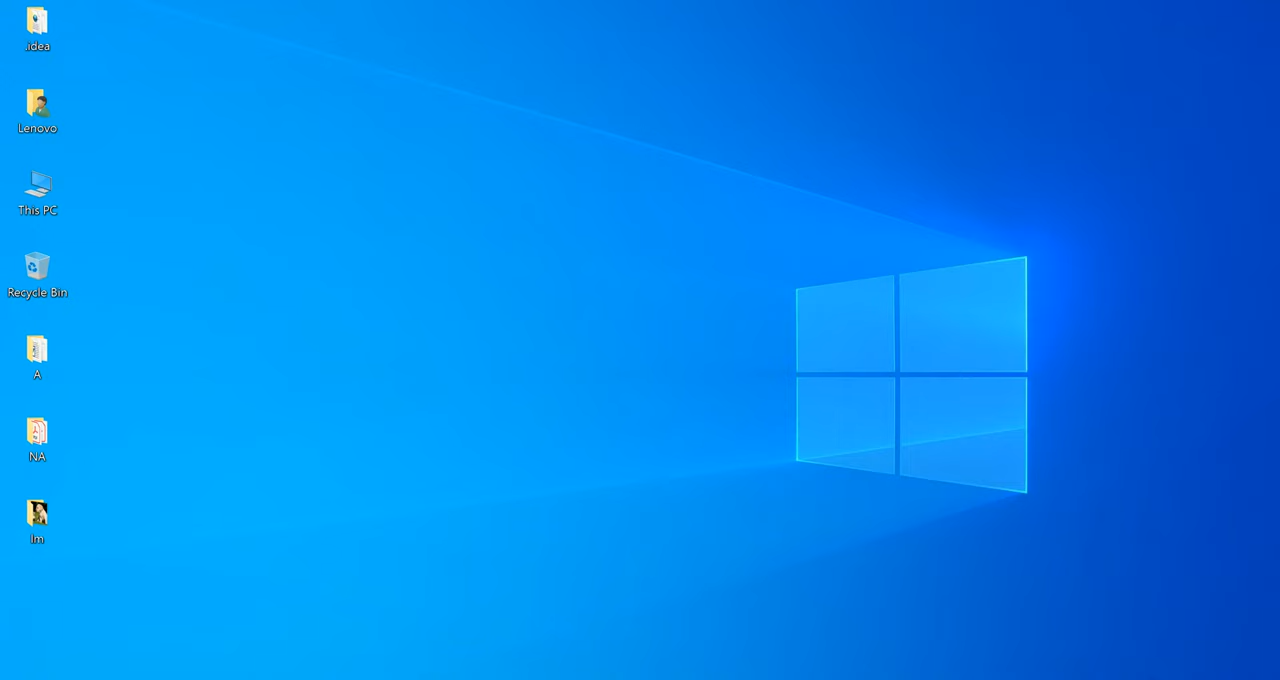 .idea
Lenovo
This PC
Recycle Bin
A
NA
Im